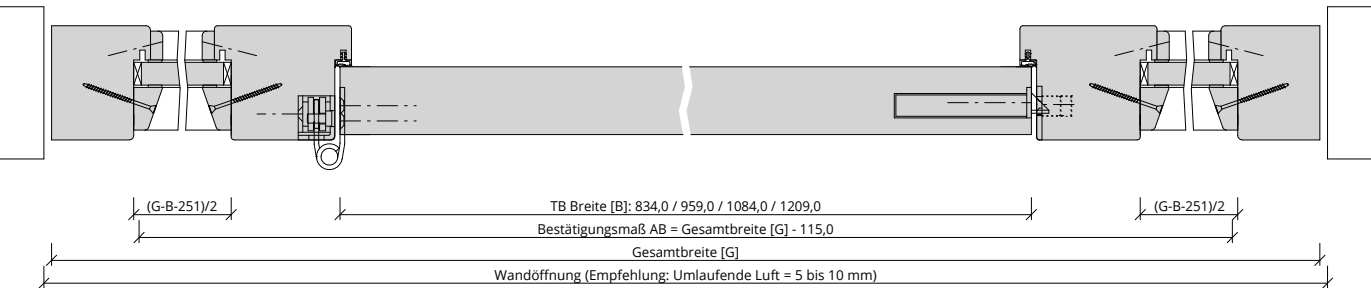 (G-B-251)/2
TB Breite [B]: 834,0 / 959,0 / 1084,0 / 1209,0
(G-B-251)/2
Bestätigungsmaß AB = Gesamtbreite [G] - 115,0
Gesamtbreite [G]
Wandöffnung (Empfehlung: Umlaufende Luft = 5 bis 10 mm)